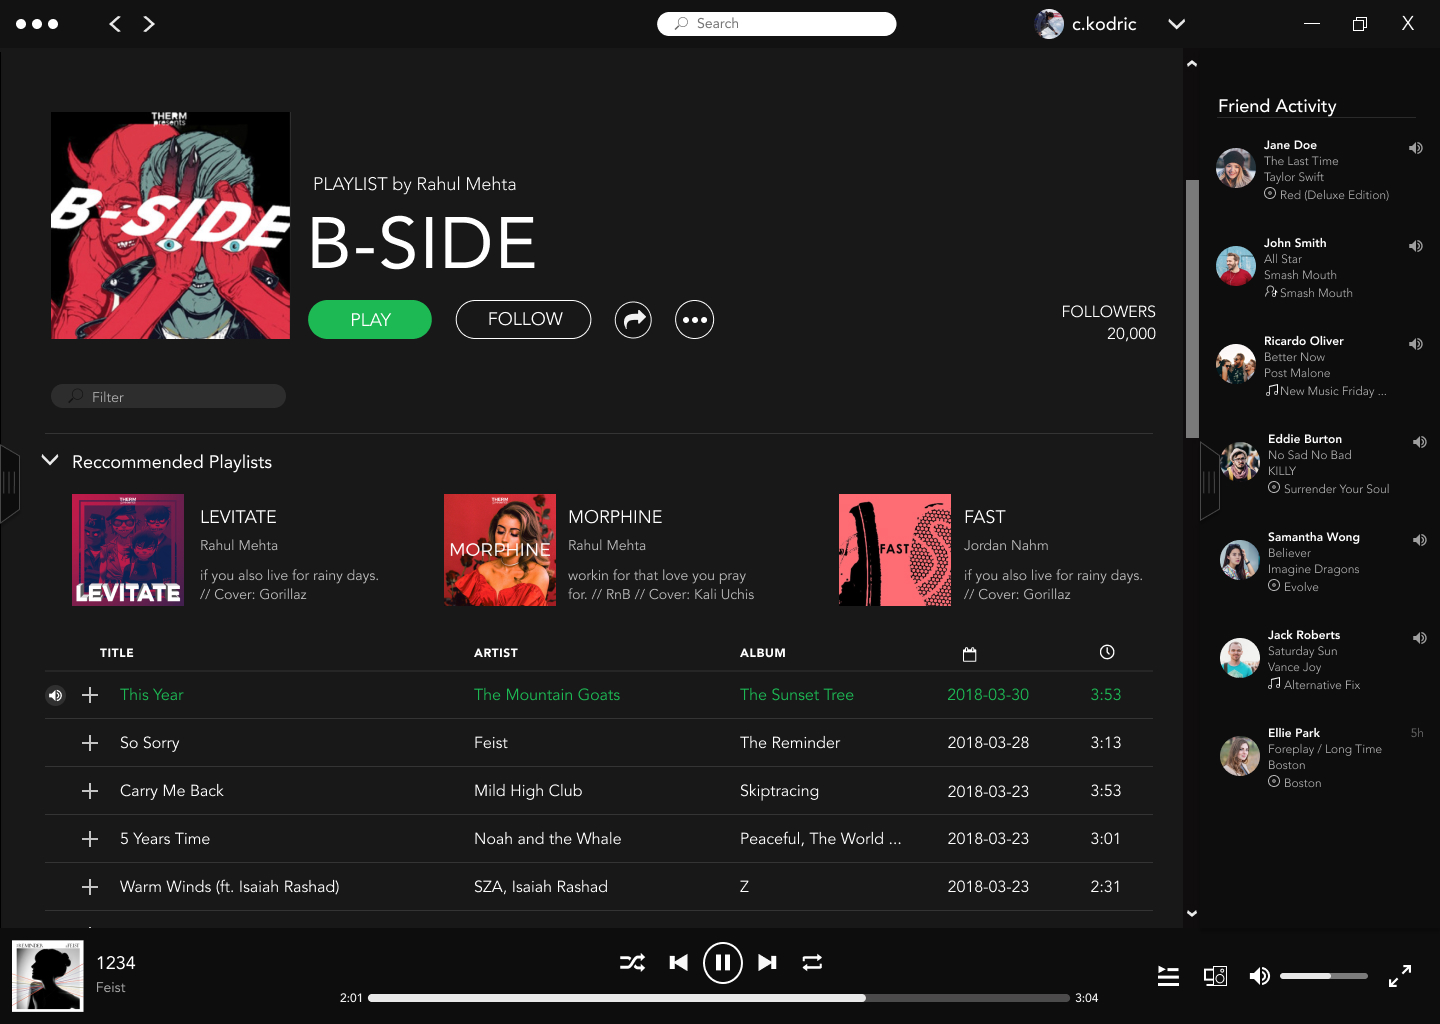 Search
c.kodric
X
THERM
presents
B-SIDE
PLAYLIST by Rahul Mehta
B-SIDE
PLAY
FOLLOW
FOLLOWERS
20,000
Filter
Reccommended Playlists
LEVITATE
LEVITATE
Rahul Mehta
if you also live for rainy days.
// Cover: Gorillaz
MORPHINE
MORPHINE
Rahul Mehta
workin for that love you pray
for. // RnB // Cover: Kali Uchis
FAST
FAST
Jordan Nahm
if you also live for rainy days.
// Cover: Gorillaz
TITLE ARTIST ALBUM
This Year The Mountain Goats The Sunset Tree 2018-03-30 3:53
So Sorry Feist The Reminder 2018-03-28 3:13
Carry Me Back Mild High Club Skiptracing 2018-03-23 3:53
5 Years Time Noah and the Whale Peaceful, The World ... 2018-03-23 3:01
Warm Winds (ft. Isaiah Rashad) SZA, Isaiah Rashad Z 2018-03-23 2:31
Friend Activity
Jane Doe
The Last Time
Taylor Swift
Red (Deluxe Edition)
John Smith
All Star
Smash Mouth
Smash Mouth
Ricardo Oliver
Better Now
Post Malone
New Music Friday ...
Eddie Burton
No Sad No Bad
KILLY
Surrender Your Soul
Samantha Wong
Believer
Imagine Dragons
Evolve
Jack Roberts
Saturday Sun
Vance Joy
Alternative Fix
Ellie Park 5h
Foreplay / Long Time
Boston
Boston
1234
Feist
2:01
3:04